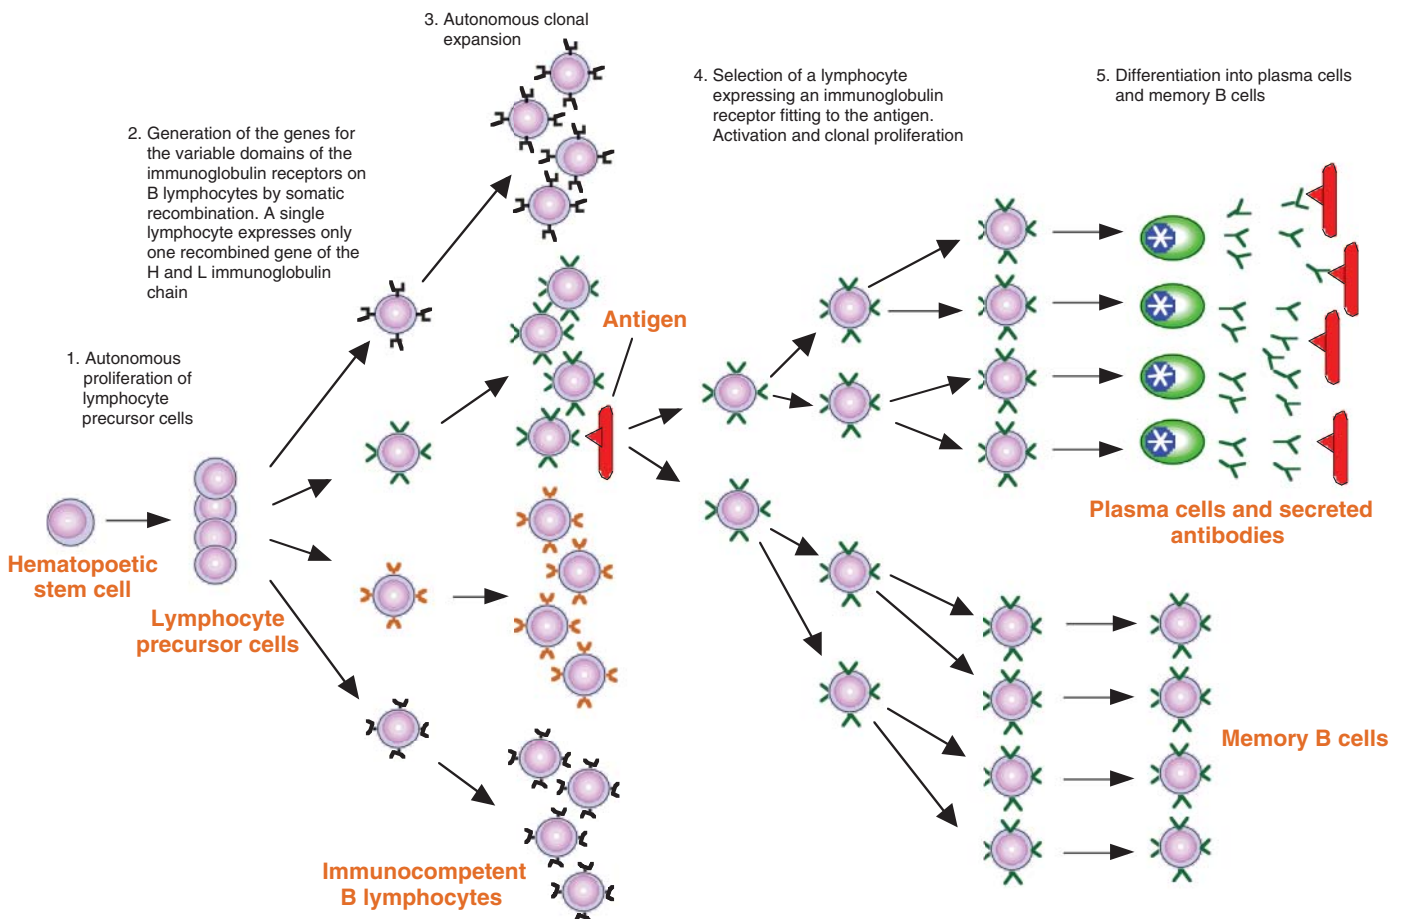 3. Autonomous clonal
expansion
4. Selection of a lymphocyte
expressing an immunoglobulin
receptor fitting to the antigen.
Activation and clonal proliferation
5. Differentiation into plasma cells
and memory B cells
2. Generation of the genes for
the variable domains of the
immunoglobulin receptors on
B lymphocytes by somatic
recombination. A single
lymphocyte expresses only
one recombined gene of the
H and L immunoglobulin
chain
1. Autonomous
proliferation of
lymphocyte
precursor cells
Antigen
Hematopoetic
stem cell
Lymphocyte
precursor cells
Plasma cells and secreted
antibodies
Memory B cells
Immunocompetent
B lymphocytes